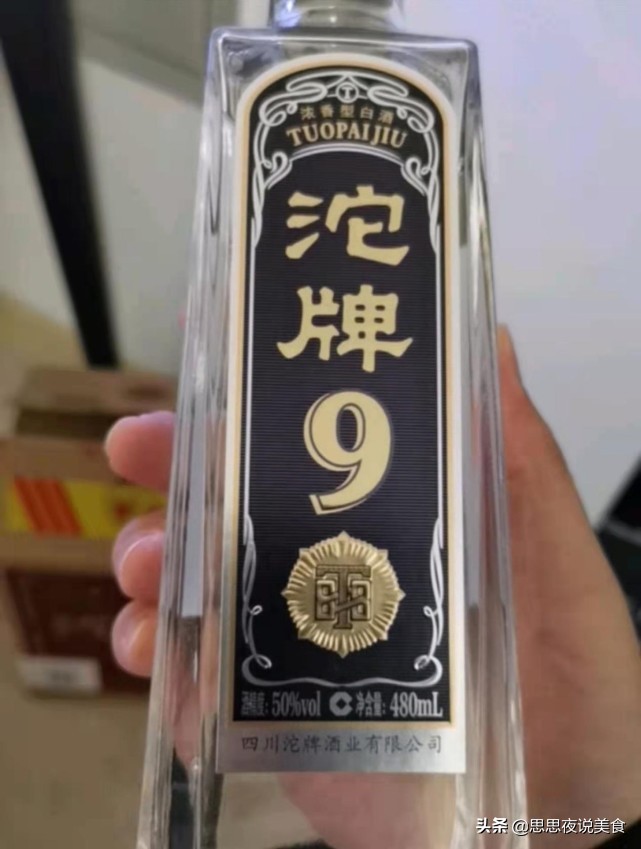 T
浓香型白酒
TUOPAIJIU
沱
牌
9
酒精度: 50%vol 净含量: 480mL
四川沱牌酒业有限公司
头条 @思思夜说美食